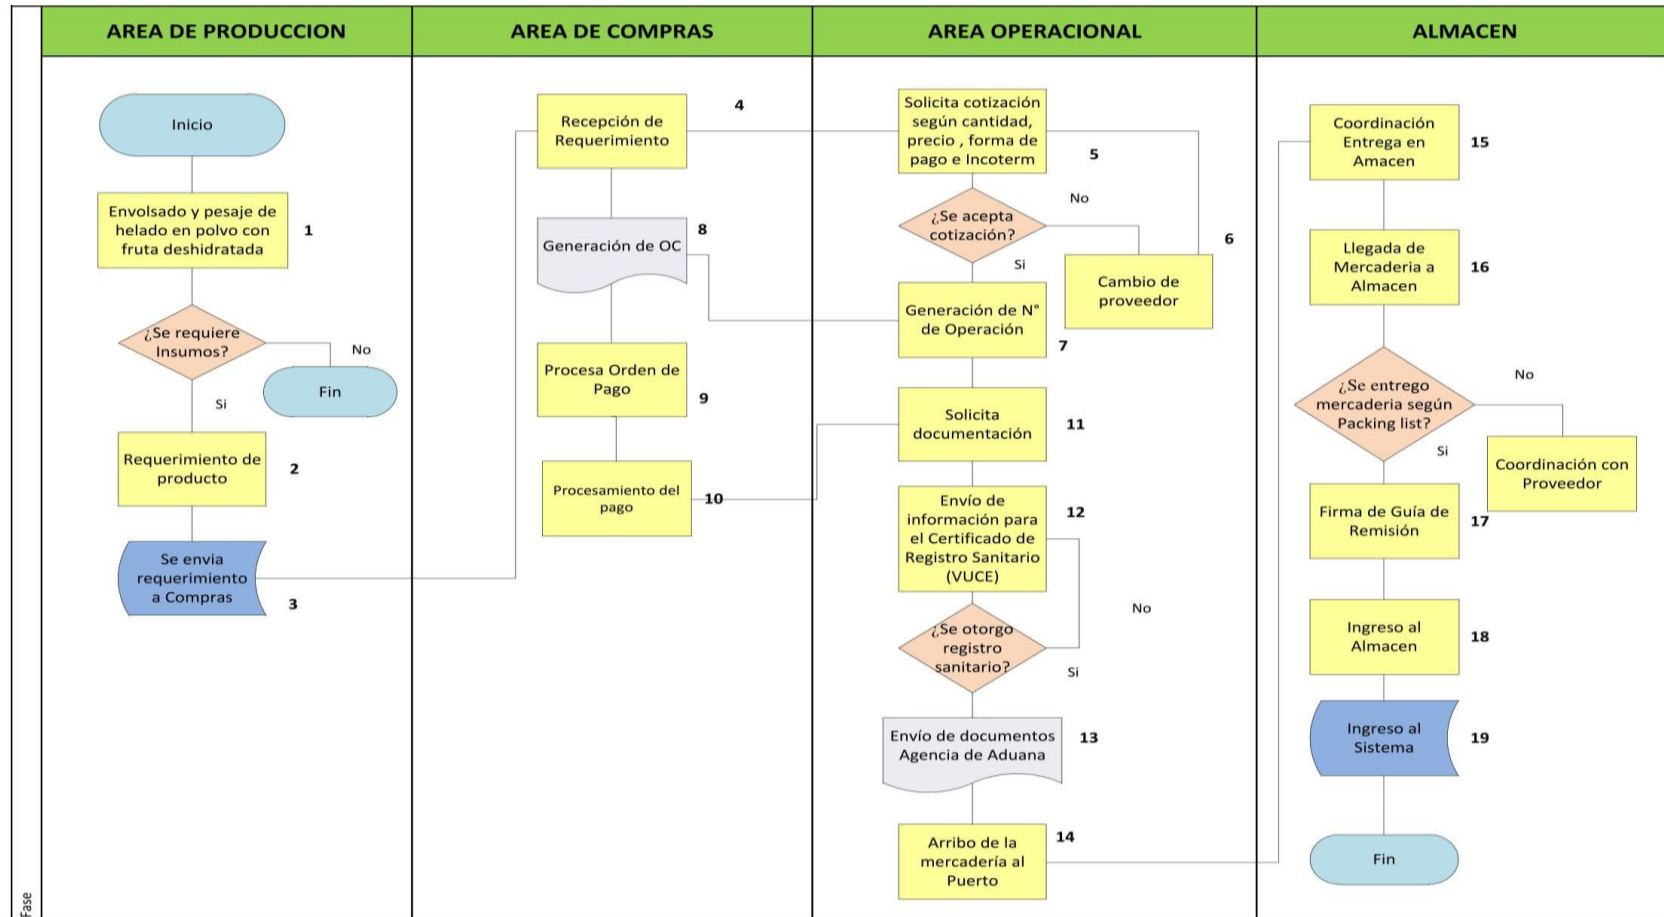 AREA DE PRODUCCION
AREA DE COMPRAS
AREA OPERACIONAL
ALMACEN
Fase
Inicio
Envolsado y pesaje de
helado en polvo con
fruta deshidratada
1
¿Se requiere
Insumos?
No
Fin
Si
Requerimiento de
producto
2
Se envia
requerimiento
a Compras
3
Recepción de
Requerimiento
4
Generación de OC
8
Procesa Orden de
Pago
9
Procesamiento del
pago
10
Solicita cotización
según cantidad,
precio , forma de
pago e Incoterm
5
¿Se acepta
cotización?
No
Si
6
Cambio de
proveedor
Generación de N°
de Operación
7
Solicita
documentación
11
Envío de
información para
el Certificado de
Registro Sanitario
(VUCE)
12
¿Se otorgo
registro
sanitario?
No
Si
Envío de documentos
Agencia de Aduana
13
Arribo de la
mercadería al
Puerto
14
Coordinación
Entrega en
Amacen
15
Llegada de
Mercaderia a
Almacen
16
¿Se entrego
mercaderia según
Packing list?
No
Si
Coordinación con
Proveedor
Firma de Guía de
Remisión
17
Ingreso al
Almacen
18
Ingreso al
Sistema
19
Fin